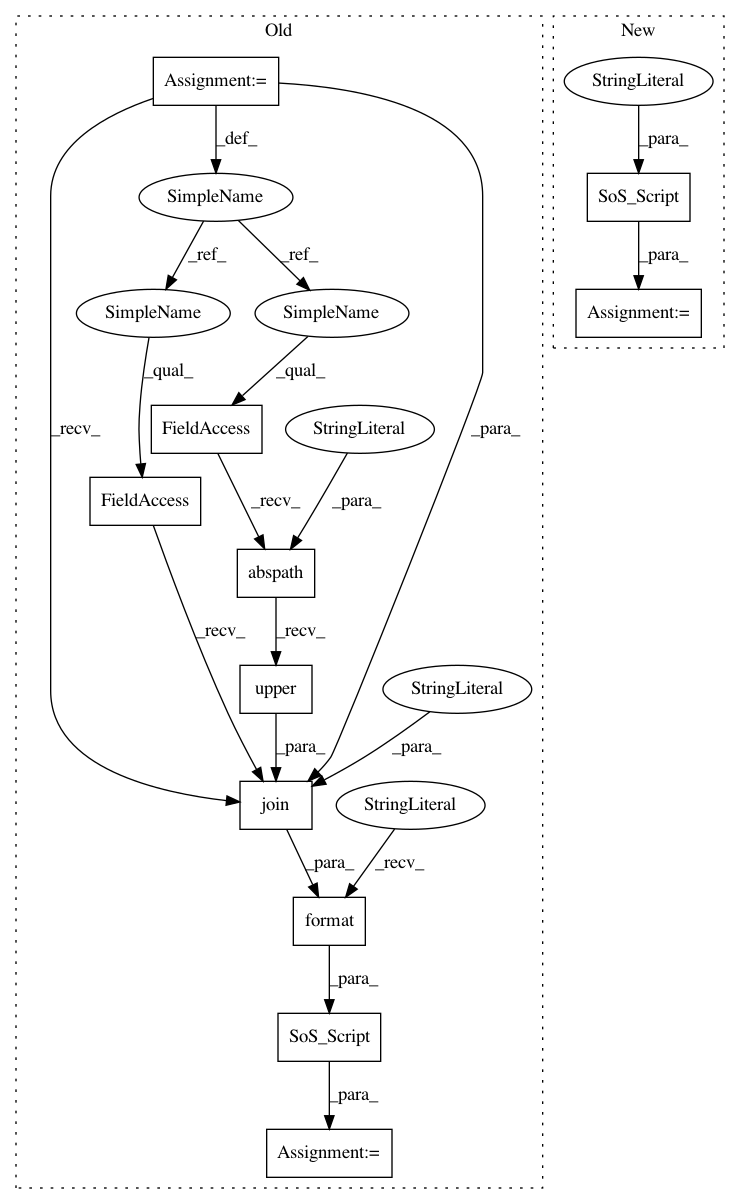 Old
New
Assignment:=
StringLiteral
_def_
_para_
SimpleName
SoS_Script
_ref_
_ref_
_para_
SimpleName
SimpleName
Assignment:=
_qual_
_qual_
FieldAccess
StringLiteral
_recv_
_para_
FieldAccess
_recv_
_para_
abspath
_recv_
_recv_
upper
StringLiteral
_para_
_para_
join
StringLiteral
_para_
_recv_
format
_para_
SoS_Script
_para_
Assignment:=